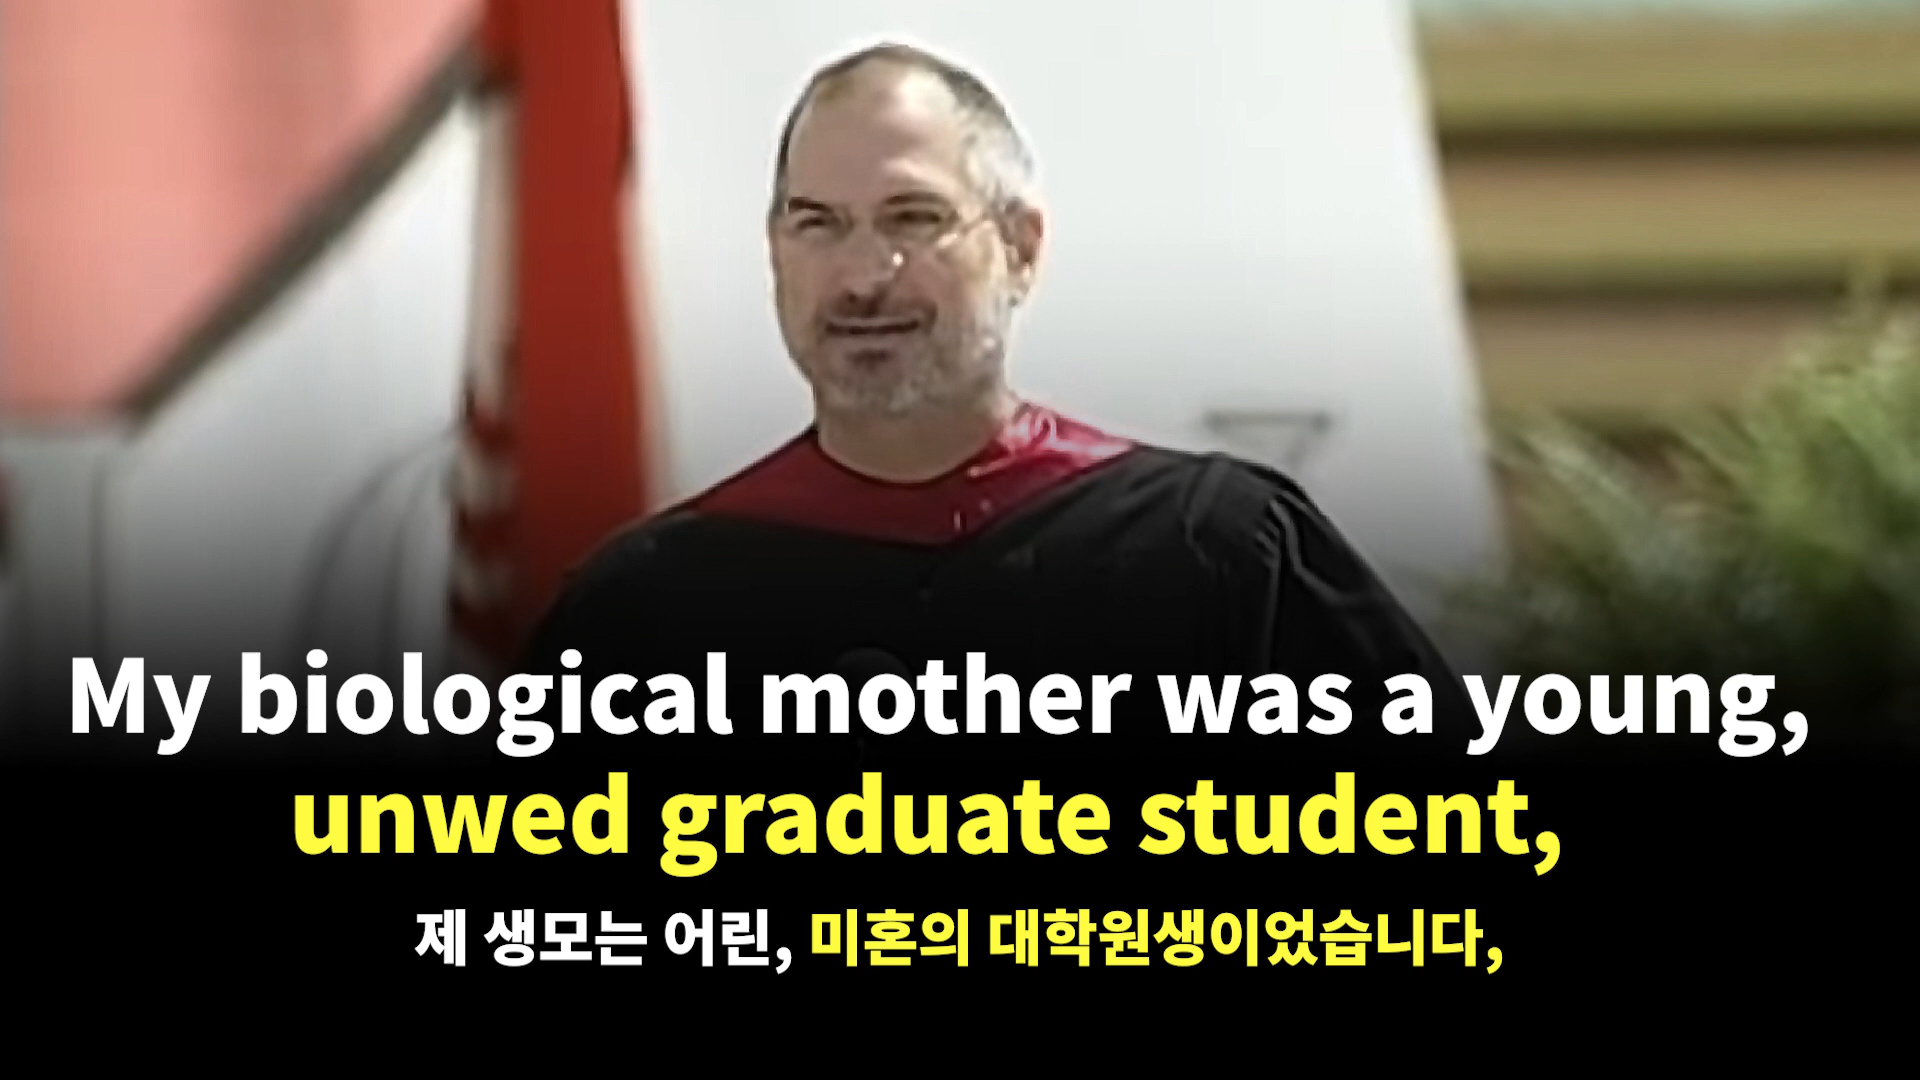 My biological mother was a young,
unwed graduate student,
제 생모는 어린, 미혼의 대학원생이었습니다,